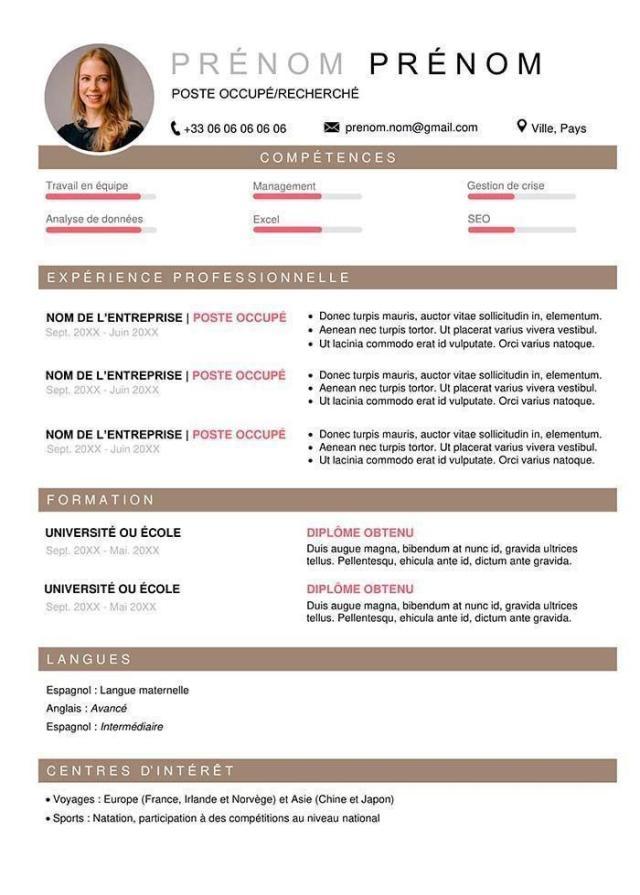 PRÉNOM PRÉNOM
POSTE OCCUPÉ/RECHERCHÉ
+33 06 06 06 06 06
prenom.nom@gmail.com
Ville, Pays
COMPÉTENCES
Travail en équipe
Management
Gestion de crise
Analyse de données
Excel
SEO
EXPÉRIENCE PROFESSIONNELLE
NOM DE L'ENTREPRISE | POSTE OCCUPÉ
Sept. 20XX - Juin 20XX
• Donec turpis mauris, auctor vitae sollicitudin in, elementum.
• Aenean nec turpis tortor. Ut placerat varius vivera vestibul.
• Ut lacinia commodo erat id vulputate. Orci varius natoque.
NOM DE L'ENTREPRISE | POSTE OCCUPÉ
Sept. 20XX - Juin 20XX
• Donec turpis mauris, auctor vitae sollicitudin in, elementum.
• Aenean nec turpis tortor. Ut placerat varius vivera vestibul.
• Ut lacinia commodo erat id vulputate. Orci varius natoque.
NOM DE L'ENTREPRISE | POSTE OCCUPÉ
Sept. 20XX - Juin 20XX
• Donec turpis mauris, auctor vitae sollicitudin in, elementum.
• Aenean nec turpis tortor. Ut placerat varius vivera vestibul.
• Ut lacinia commodo erat id vulputate. Orci varius natoque.
FORMATION
UNIVERSITÉ OU ÉCOLE
Sept. 20XX - Mai. 20XX
DIPLÔME OBTENU
Duis augue magna, bibendum at nunc id, gravida ultrices
tellus. Pellentesqu, ehicula ante id, dictum ante gravida.
UNIVERSITÉ OU ÉCOLE
Sept. 20XX - Mai 20XX
DIPLÔME OBTENU
Duis augue magna, bibendum at nunc id, gravida ultrices
tellus. Pellentesqu, ehicula ante id, dictum ante gravida.
LANGUES
Espagnol : Langue maternelle
Anglais : Avancé
Espagnol : Intermédiaire
CENTRES D'INTÉRÊT
• Voyages : Europe (France, Irlande et Norvège) et Asie (Chine et Japon)
• Sports : Natation, participation à des compétitions au niveau national